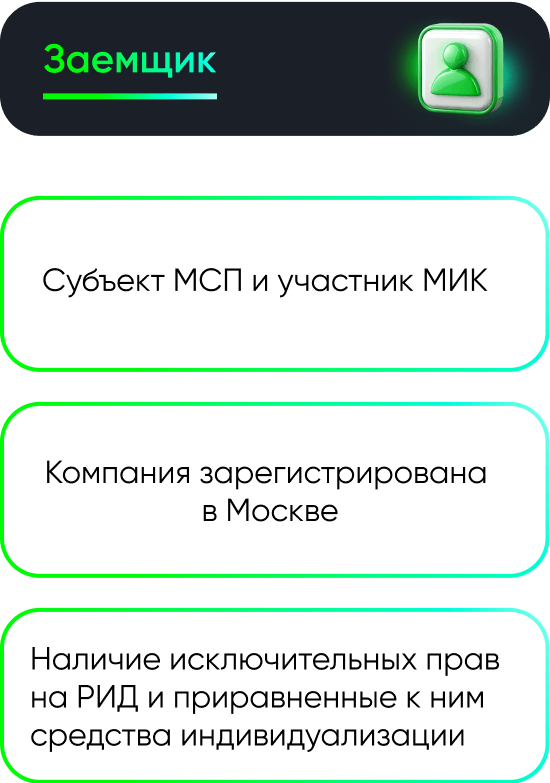 Заемщик
Субъект МСП и участник МИК
Компания зарегистрирована
в Москве
Наличие исключительных прав
на РИД и приравненные к ним
средства индивидуализации